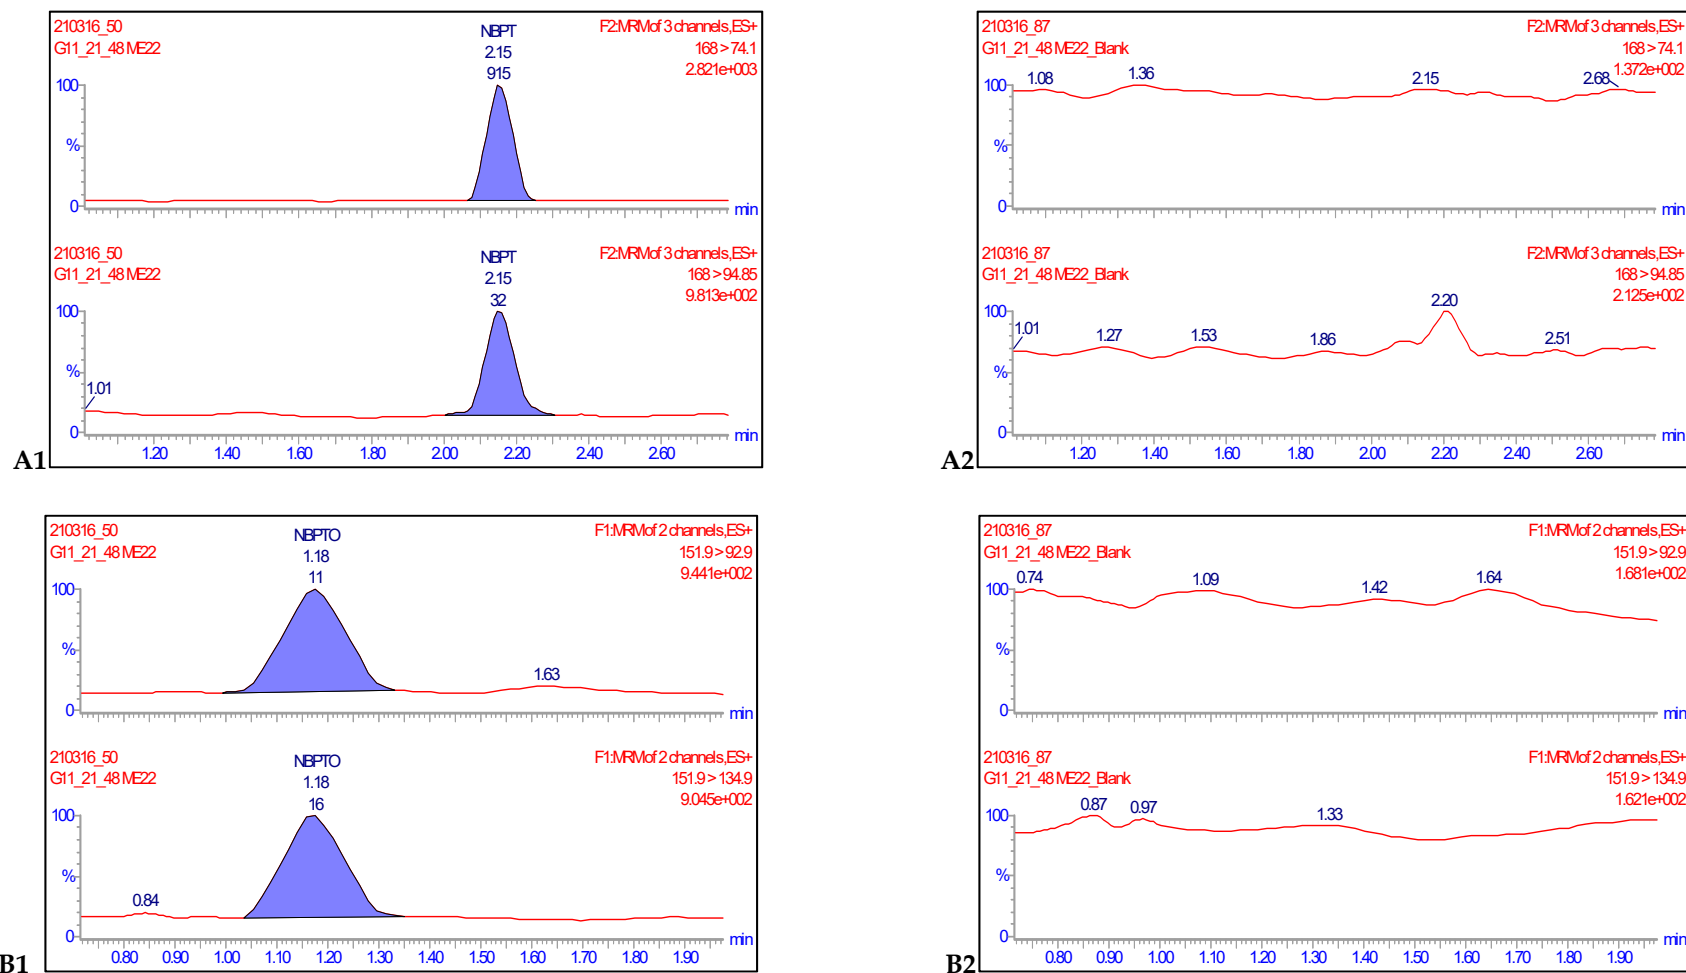 210316_50
G11_21_48 ME22
NBPT
2.15
915
F2:MRM of 3 channels,ES+
168 > 74.1
2.821e+003
100
%
0
min
210316_50
G11_21_48 ME22
NBPT
2.15
32
F2:MRM of 3 channels,ES+
168 > 94.85
9.813e+002
100
1.01
%
0
min
1.20 1.40 1.60 1.80 2.00 2.20 2.40 2.60
A1
210316_87
G11_21_48 ME22_Blank
F2:MRM of 3 channels,ES+
168 > 74.1
1.372e+002
100
1.08 1.36 2.15 2.68
%
0
min
210316_87
G11_21_48 ME22_Blank
F2:MRM of 3 channels,ES+
168 > 94.85
2.125e+002
100
1.01 1.27 1.53 1.86 2.20 2.51
%
0
min
1.20 1.40 1.60 1.80 2.00 2.20 2.40 2.60
A2
210316_50
G11_21_48 ME22
NBPTO
1.18
11
F1:MRM of 2 channels,ES+
151.9 > 92.9
9.441e+002
100
%
1.63
0
min
210316_50
G11_21_48 ME22
NBPTO
1.18
16
F1:MRM of 2 channels,ES+
151.9 > 134.9
9.045e+002
100
%
0.84
0
min
0.80 0.90 1.00 1.10 1.20 1.30 1.40 1.50 1.60 1.70 1.80 1.90
B1
210316_87
G11_21_48 ME22_Blank
F1:MRM of 2 channels,ES+
151.9 > 92.9
1.681e+002
100
0.74 1.09 1.42 1.64
%
0
min
210316_87
G11_21_48 ME22_Blank
F1:MRM of 2 channels,ES+
151.9 > 134.9
1.621e+002
100
0.87 0.97 1.33
%
0
min
0.80 0.90 1.00 1.10 1.20 1.30 1.40 1.50 1.60 1.70 1.80 1.90
B2